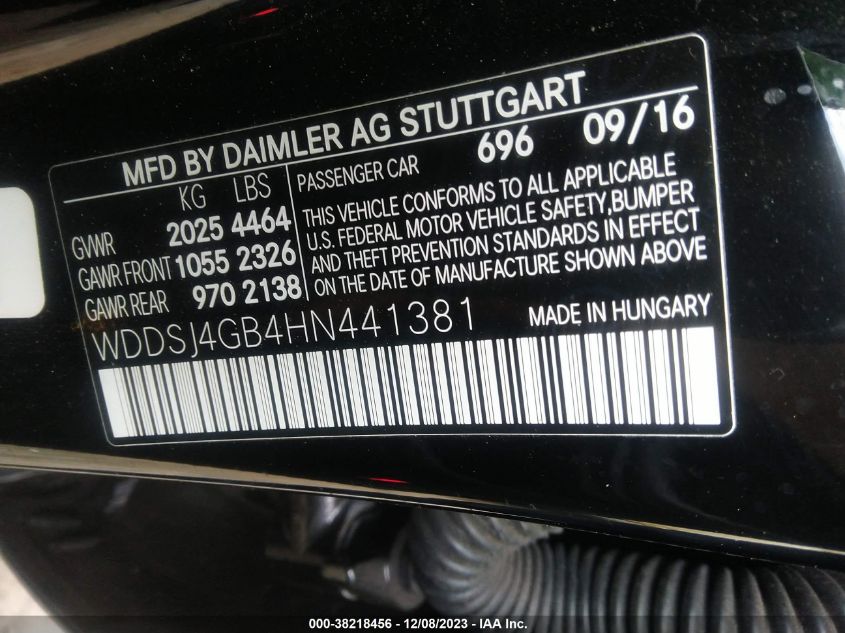 MFD BY DAIMLER AG STUTTGART
KG LBS
GVWR 2025 4464
GAWR FRONT 1055 2326
GAWR REAR 970 2138
PASSENGER CAR 696 09/16
THIS VEHICLE CONFORMS TO ALL APPLICABLE
U.S. FEDERAL MOTOR VEHICLE SAFETY,BUMPER
AND THEFT PREVENTION STANDARDS IN EFFECT
ON THE DATE OF MANUFACTURE SHOWN ABOVE
WDDSJ4GB4HN441381 MADE IN HUNGARY
000-38218456 - 12/08/2023 - IAA Inc.